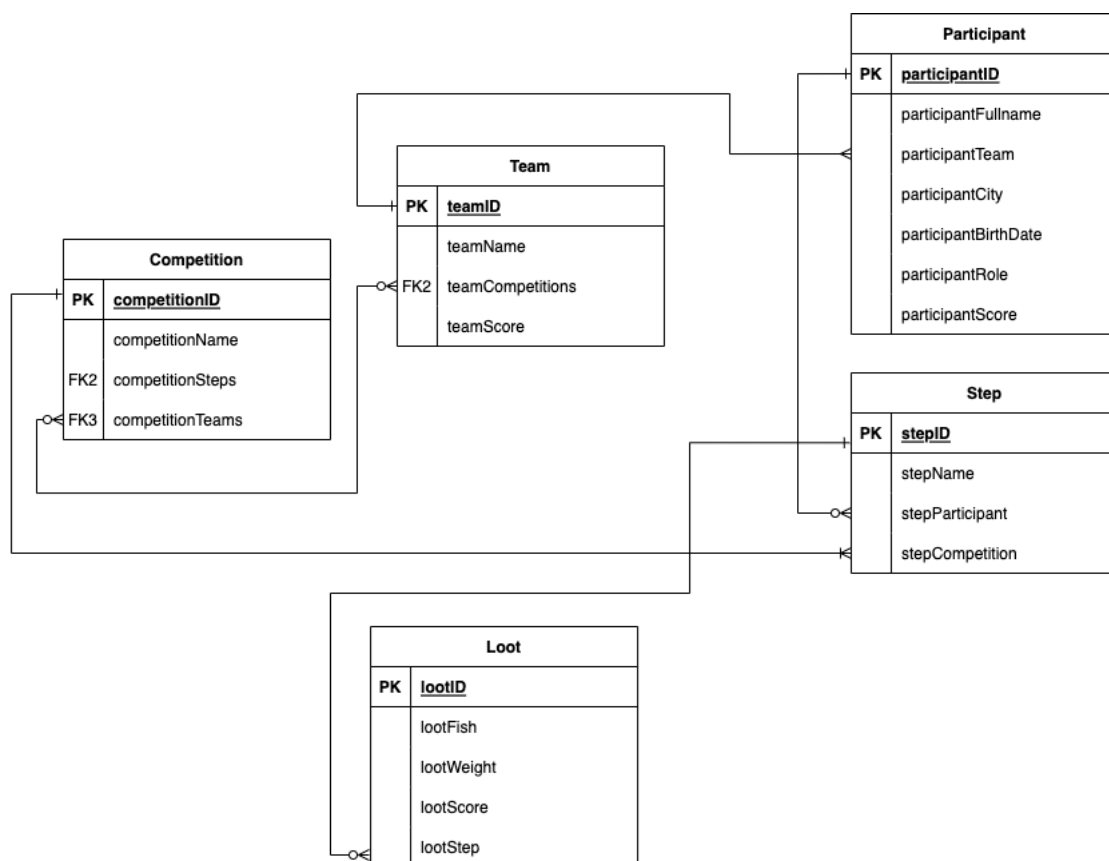 Participant
PK participantID
participantFullname
participantTeam
participantCity
participantBirthDate
participantRole
participantScore
Team
PK teamID
teamName
FK2 teamCompetitions
teamScore
Competition
PK competitionID
competitionName
FK2 competitionSteps
FK3 competitionTeams
Step
PK stepID
stepName
stepParticipant
stepCompetition
Loot
PK lootID
lootFish
lootWeight
lootScore
lootStep